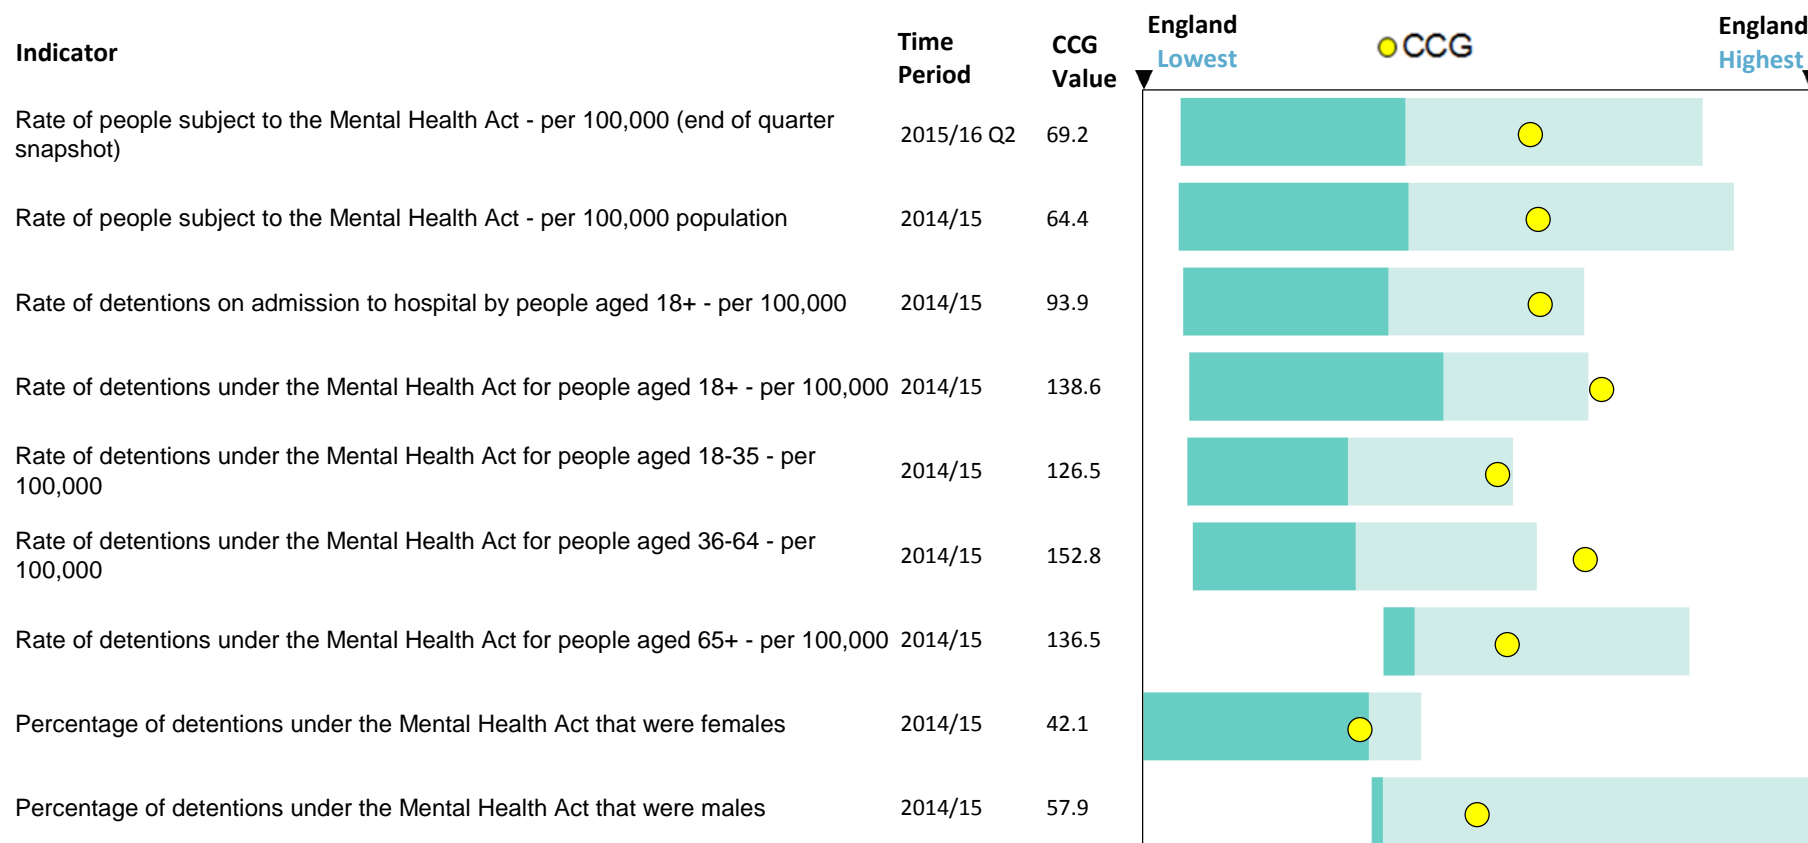 Indicator
Time
Period
CCG
Value
England
Lowest
CCG
England
Highest
Rate of people subject to the Mental Health Act - per 100,000 (end of quarter
snapshot)
2015/16 Q2
69.2
Rate of people subject to the Mental Health Act - per 100,000 population
2014/15
64.4
Rate of detentions on admission to hospital by people aged 18+ - per 100,000
2014/15
93.9
Rate of detentions under the Mental Health Act for people aged 18+ - per 100,000
2014/15
138.6
Rate of detentions under the Mental Health Act for people aged 18-35 - per
100,000
2014/15
126.5
Rate of detentions under the Mental Health Act for people aged 36-64 - per
100,000
2014/15
152.8
Rate of detentions under the Mental Health Act for people aged 65+ - per 100,000
2014/15
136.5
Percentage of detentions under the Mental Health Act that were females
2014/15
42.1
Percentage of detentions under the Mental Health Act that were males
2014/15
57.9